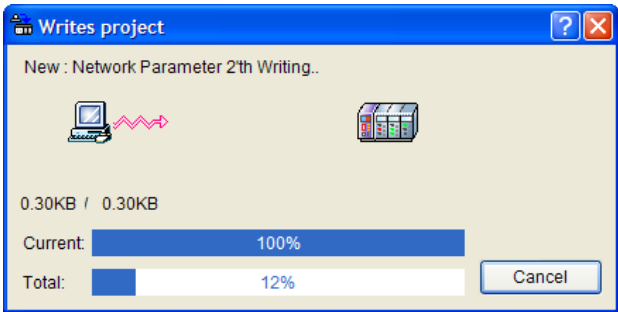 Writes project
New : Network Parameter 2'th Writing..
0.30KB / 0.30KB
Current: 100%
Total: 12%
Cancel